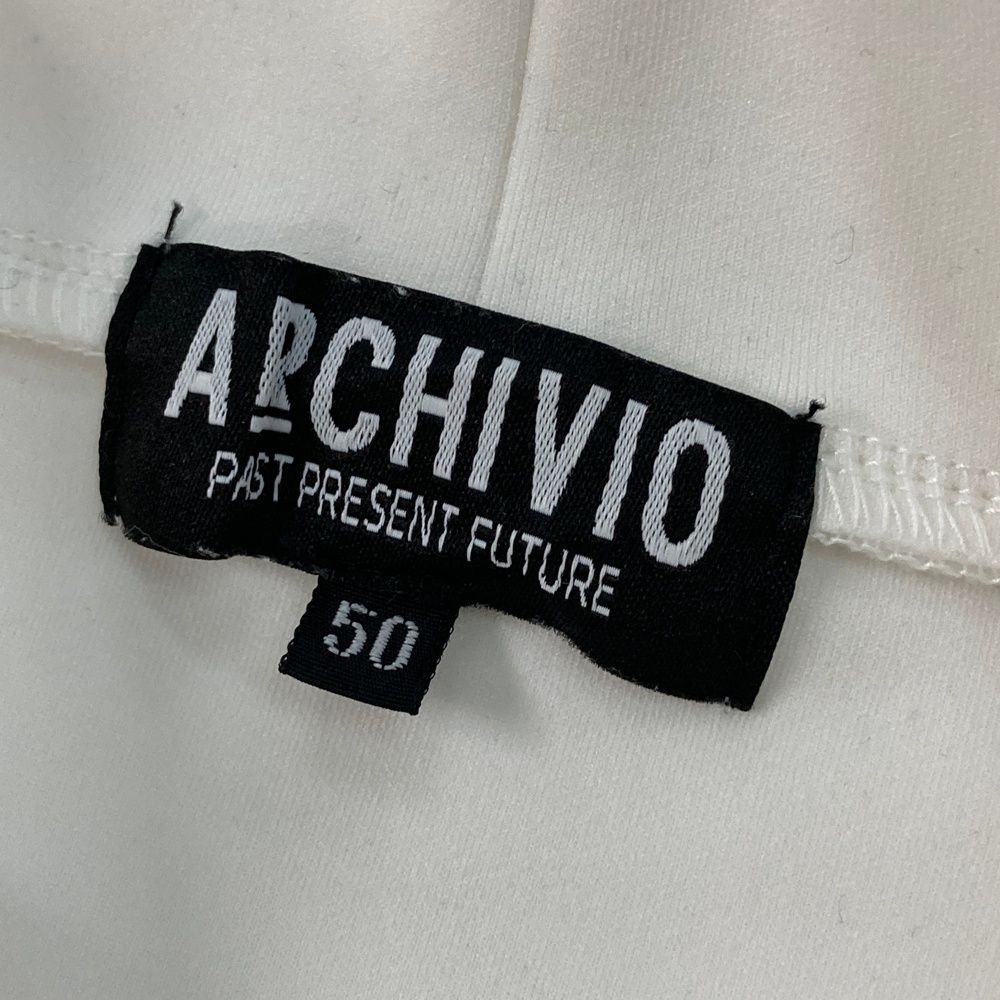 ARCHIVIO
PAST PRESENT FUTURE
50